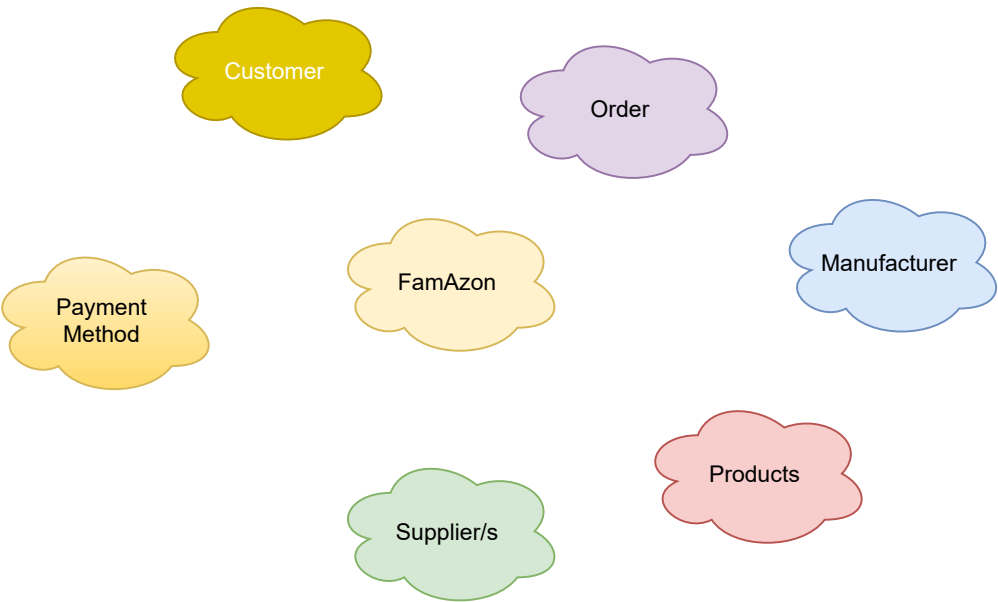 Customer
Order
Manufacturer
FamAzon
Payment
Method
Products
Supplier/s